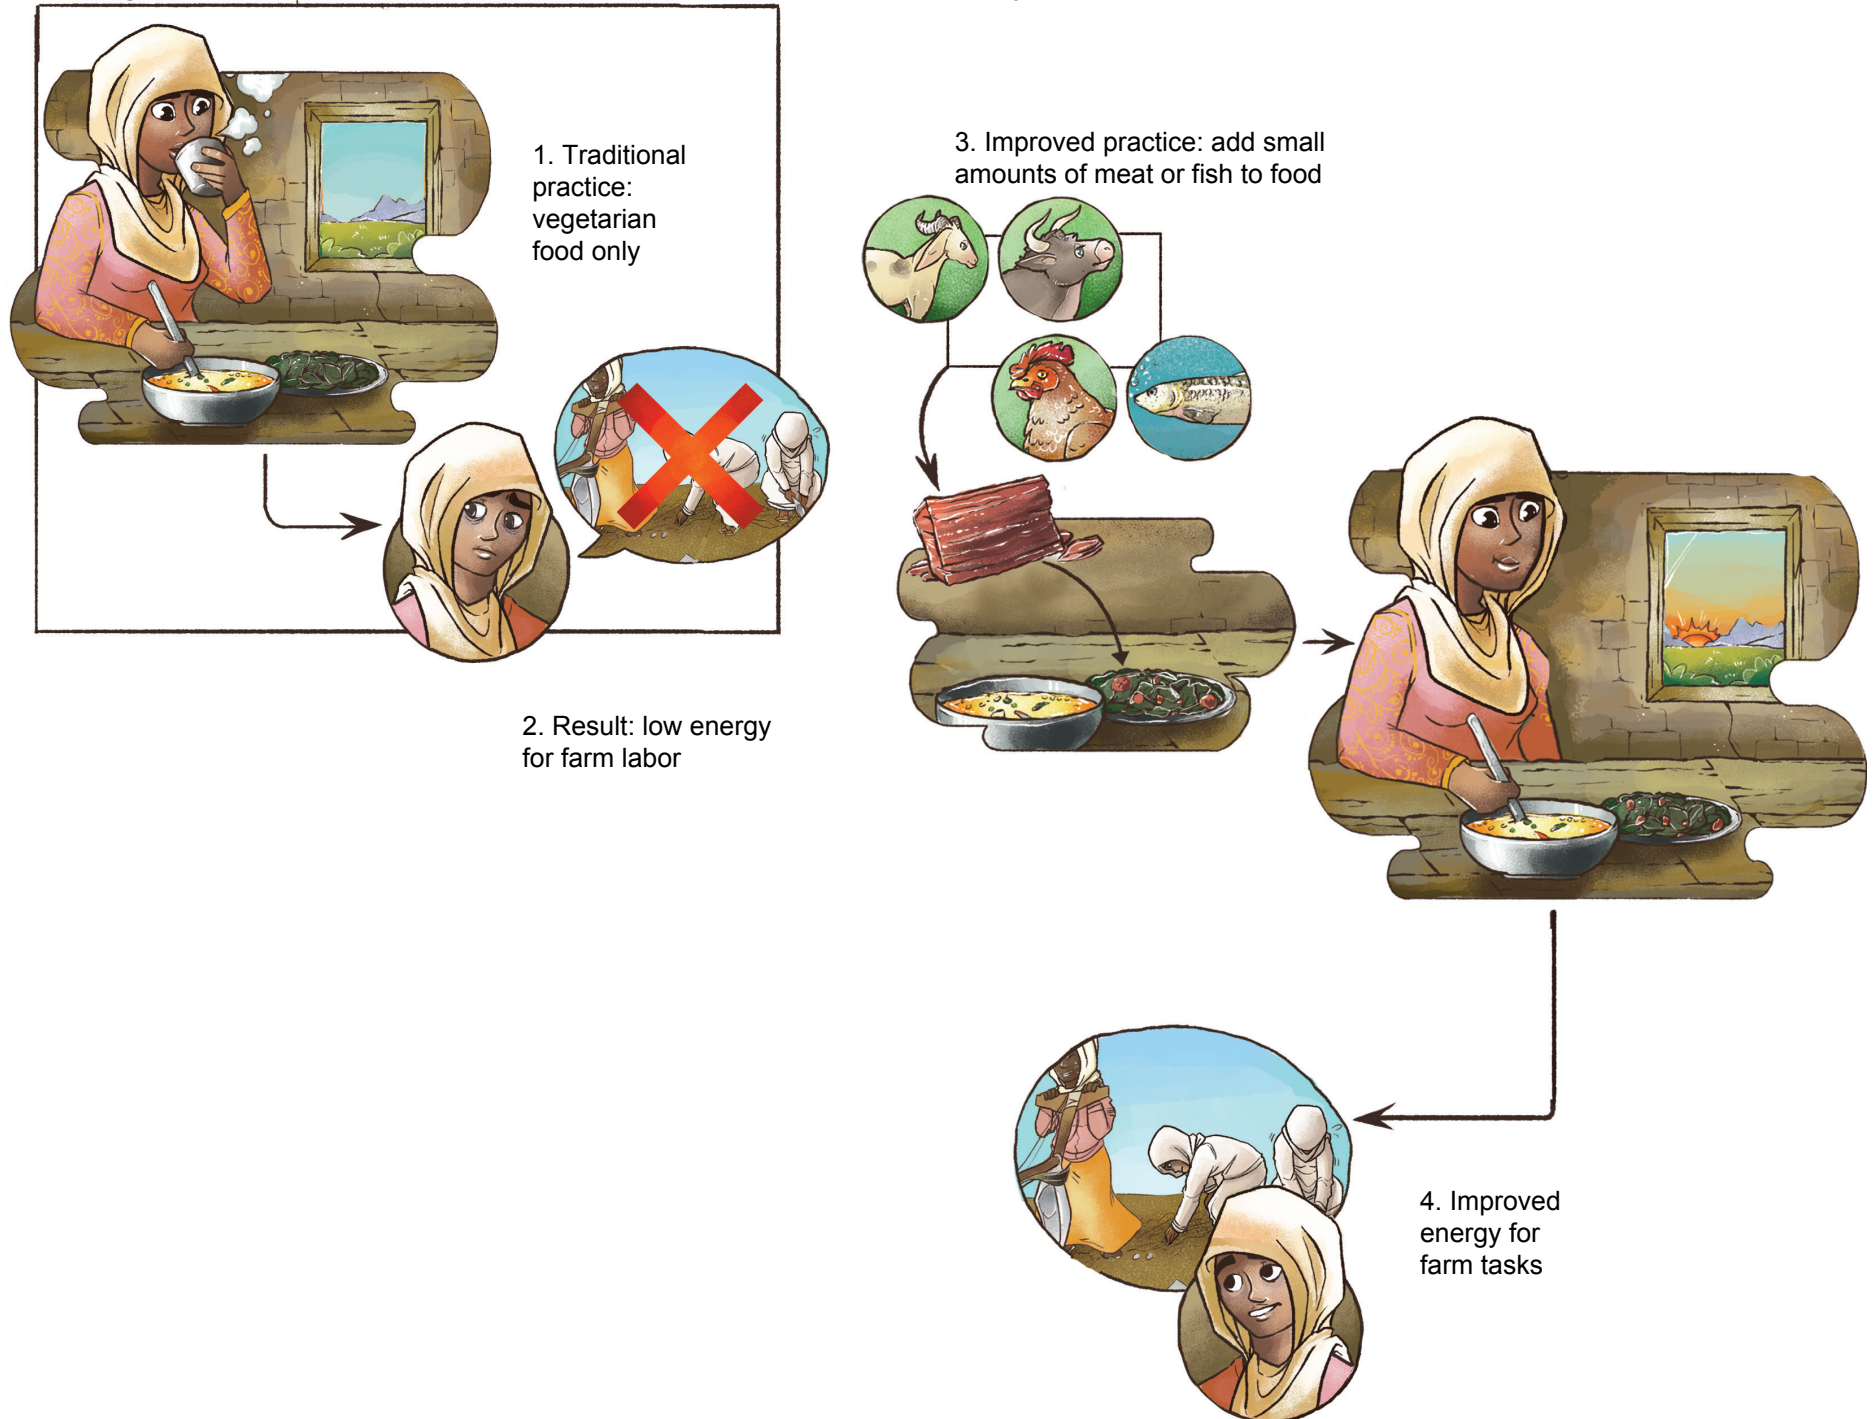 1. Traditional
practice:
vegetarian
food only
2. Result: low energy
for farm labor
3. Improved practice: add small
amounts of meat or fish to food
4. Improved
energy for
farm tasks